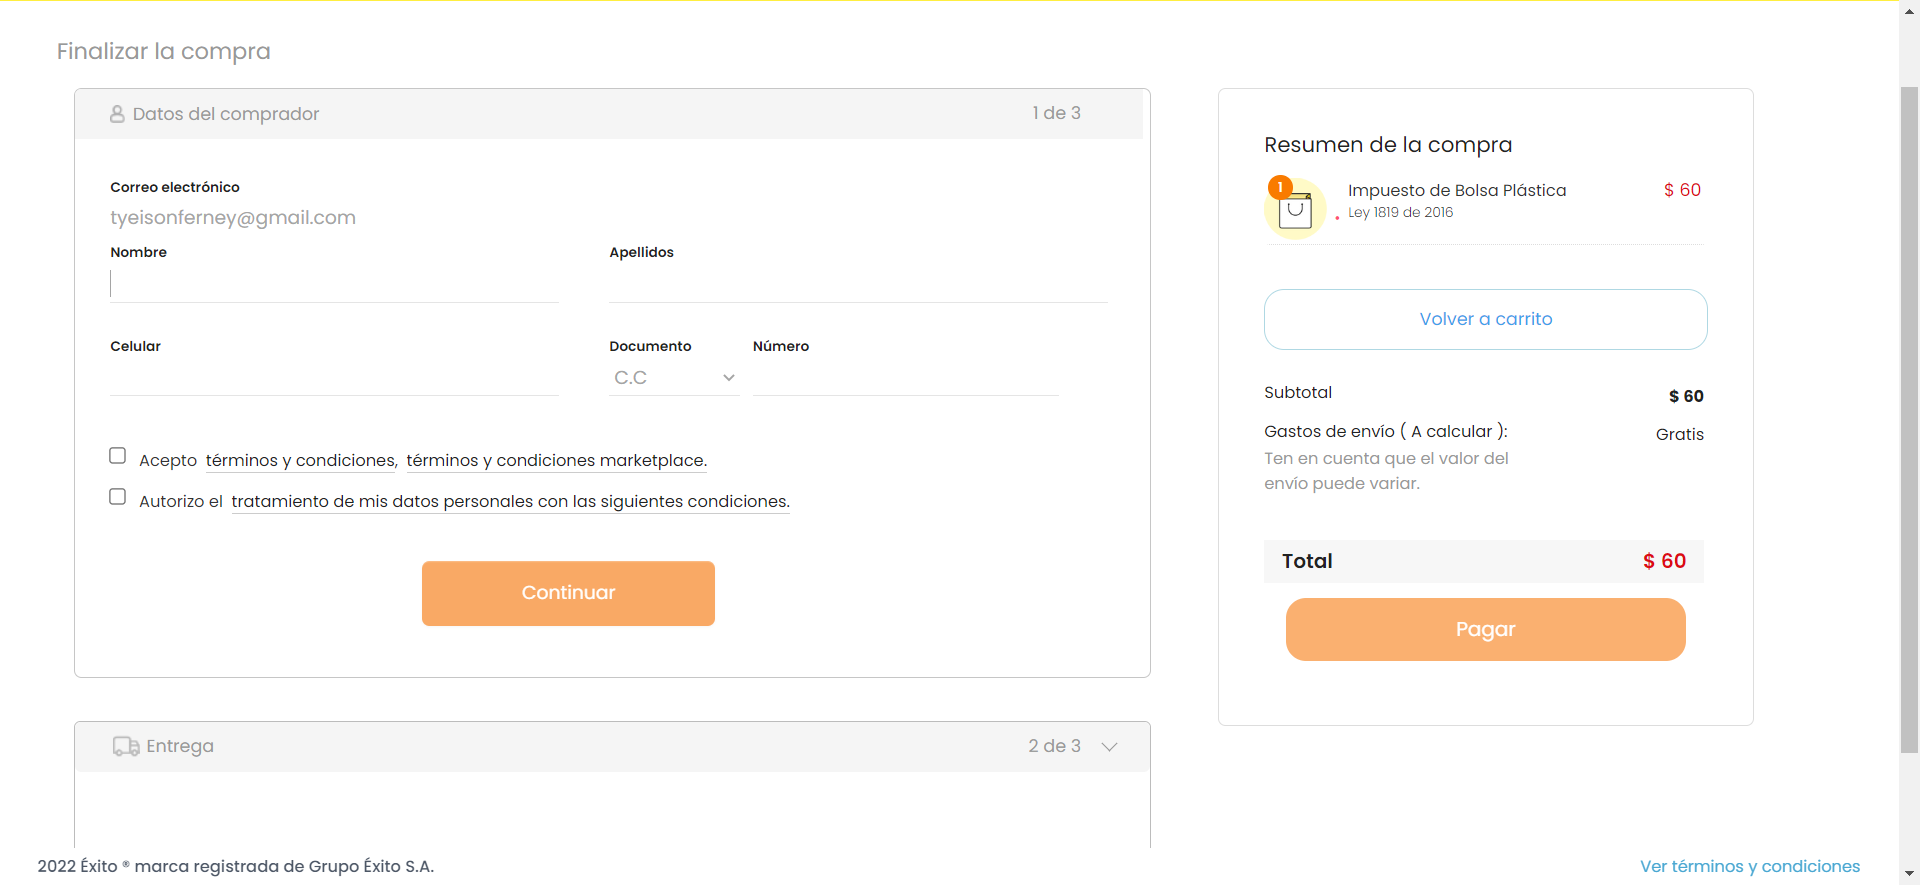 Finalizar la compra
Datos del comprador
1 de 3
Correo electrónico
tyeisonferney@gmail.com
Nombre
Apellidos
Celular
Documento
Número
C.C
Acepto términos y condiciones, términos y condiciones marketplace.
Autorizo el tratamiento de mis datos personales con las siguientes condiciones.
Continuar
Entrega
2 de 3
Resumen de la compra
1
Impuesto de Bolsa Plástica
$ 60
Ley 1819 de 2016
Volver a carrito
Subtotal
$ 60
Gastos de envío ( A calcular ):
Gratis
Ten en cuenta que el valor del
envío puede variar.
Total
$ 60
Pagar
2022 Éxito ® marca registrada de Grupo Éxito S.A.
Ver términos y condiciones